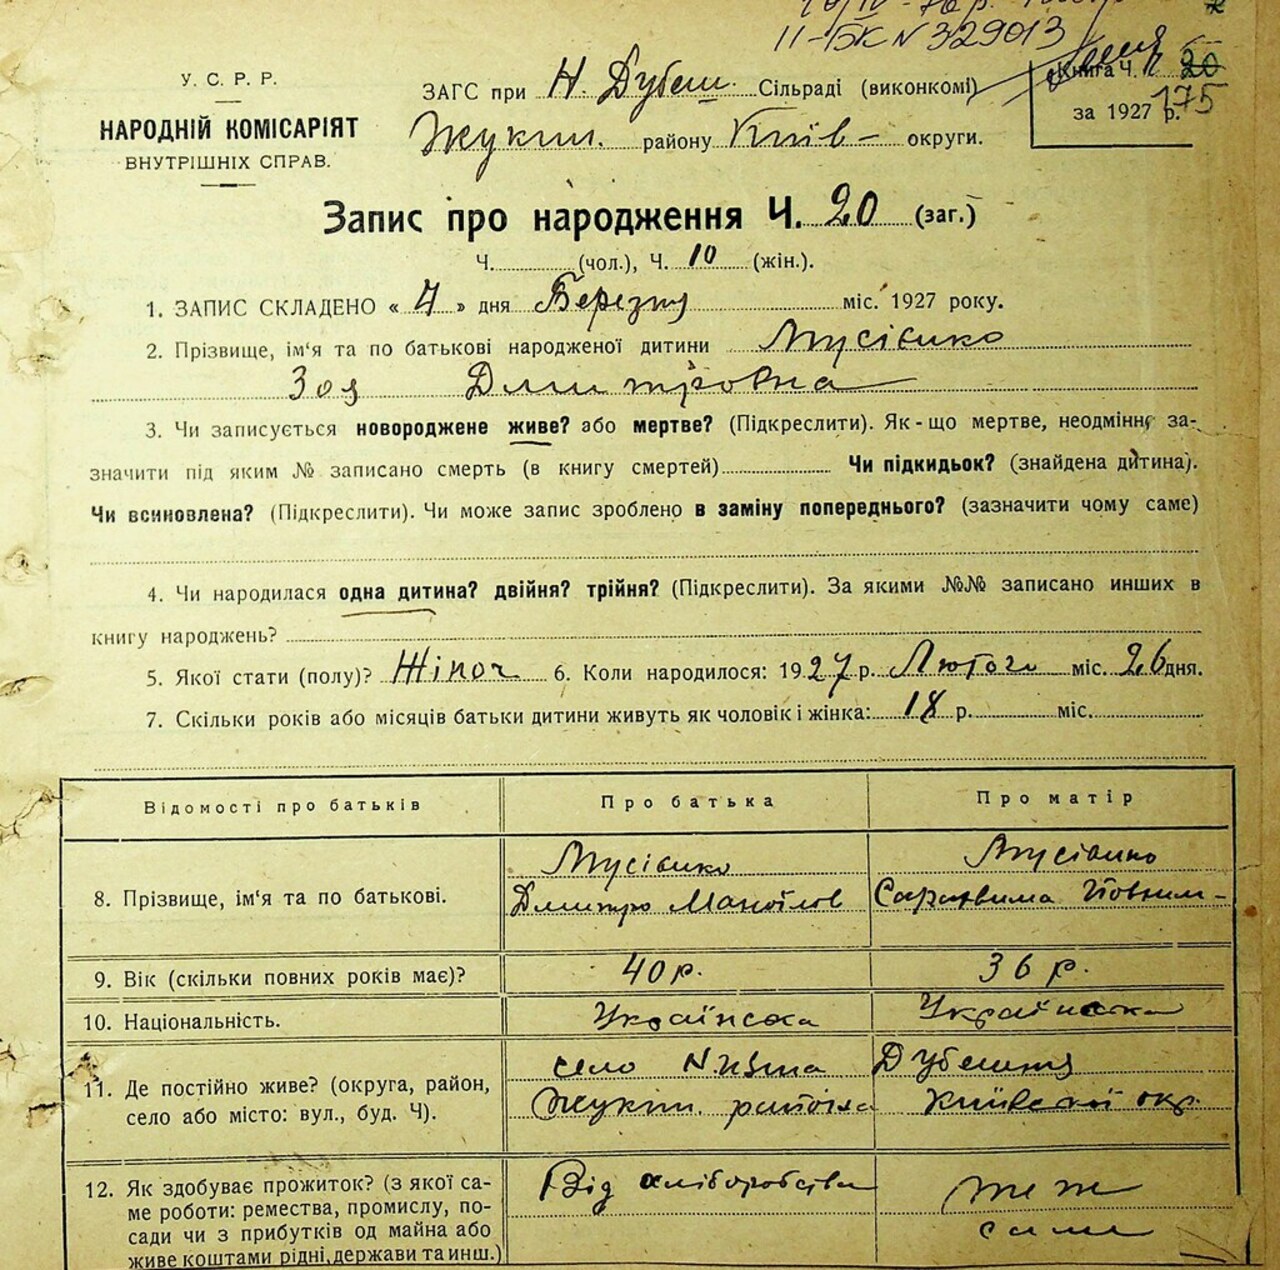 II-БК N 329013
У. С. Р. Р.
НАРОДНІЙ КОМІСАРІЯТ
ВНУТРІШНІХ СПРАВ.
ЗАГС при Н. Дубеш. Сільраді (виконкомі)
Жукин. району Київ- округи.
Книга Ч. 20
за 1927 р. 175
Запис про народження Ч. 20 (заг.)
Ч. (чол.), Ч. 10 (жін.).
1. ЗАПИС СКЛАДЕНО « 4 » дня Березня міс. 1927 року.
2. Прізвище, ім'я та по батькові народженої дитини Мусієнко
Зоя Дмитровна
3. Чи записується новороджене живе? або мертве? (Підкреслити). Як-що мертве, неодмінно за-
значити під яким № записано смерть (в книгу смертей) Чи підкидьок? (знайдена дитина).
Чи всиновлена? (Підкреслити). Чи може запис зроблено в заміну попереднього? (зазначити чому саме)
4. Чи народилася одна дитина? двійня? трійня? (Підкреслити). За якими №№ записано инших в
книгу народжень?
5. Якої стати (полу)? Жіноч 6. Коли народилося: 1927 р. Лютого міс. 26 дня.
7. Скільки років або місяців батьки дитини живуть як чоловік і жінка: 18 р. міс.
Відомості про батьків Про батька Про матір
8. Прізвище, ім'я та по батькові. Мусієнко Дмитро Манойлов Мусієнко
9. Вік (скільки повних років має)? 40 р. 36 р.
10. Національність. Українська Українська
11. Де постійно живе? (округа, район, село Нижня Дубешня
село або місто: вул., буд. Ч). Жукин. района Київської окр.
12. Як здобуває прожиток? (з якої са- Від хліборобства теж
ме роботи: ремества, промислу, по- саме
сади чи з прибутків од майна або
живе коштами рідні, держави та инш.)